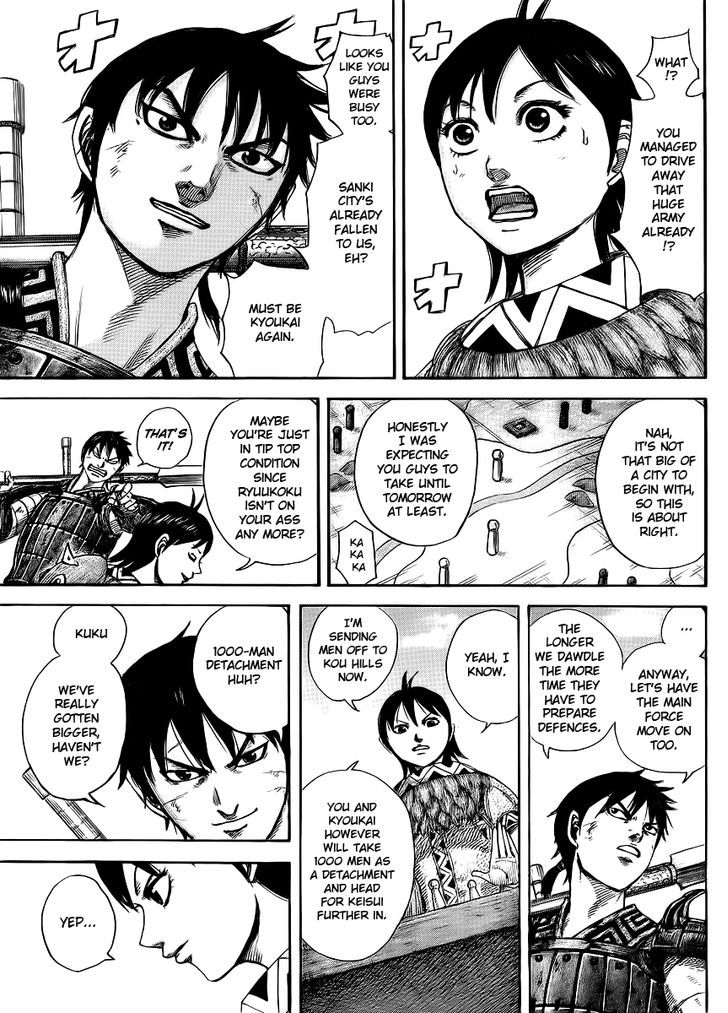 WHAT
!?
YOU
MANAGED
TO DRIVE
AWAY
THAT
HUGE
ARMY
ALREADY
!?
オ
オ
LOOKS
LIKE YOU
GUYS
WERE
BUSY
TOO.
SANKI
CITY'S
ALREADY
FALLEN
TO US,
EH?
MUST BE
KYOUKAI
AGAIN.
オ
オ
NAH,
IT'S NOT
THAT BIG OF
A CITY TO
BEGIN WITH,
SO THIS
IS ABOUT
RIGHT.
HONESTLY
I WAS
EXPECTING
YOU GUYS TO
TAKE UNTIL
TOMORROW
AT LEAST.
KA
KA
KA
MAYBE
YOU'RE JUST
IN TIP TOP
CONDITION
SINCE
RYUUKOKU
ISN'T ON
YOUR ASS
ANY MORE?
THAT'S
IT!
...
ANYWAY,
LET'S HAVE
THE MAIN
FORCE
MOVE ON
TOO.
THE
LONGER
WE DAWDLE
THE MORE
TIME THEY
HAVE TO
PREPARE
DEFENCES.
YEAH, I
KNOW.
I'M
SENDING
MEN OFF TO
KOU HILLS
NOW.
YOU AND
KYOUKAI
HOWEVER
WILL TAKE
1000 MEN AS
A DETACHMENT
AND HEAD
FOR KEISUI
FURTHER IN.
1000-MAN
DETACHMENT
HUH?
KUKU
WE'VE
REALLY
GOTTEN
BIGGER,
HAVEN'T
WE?
YEP...